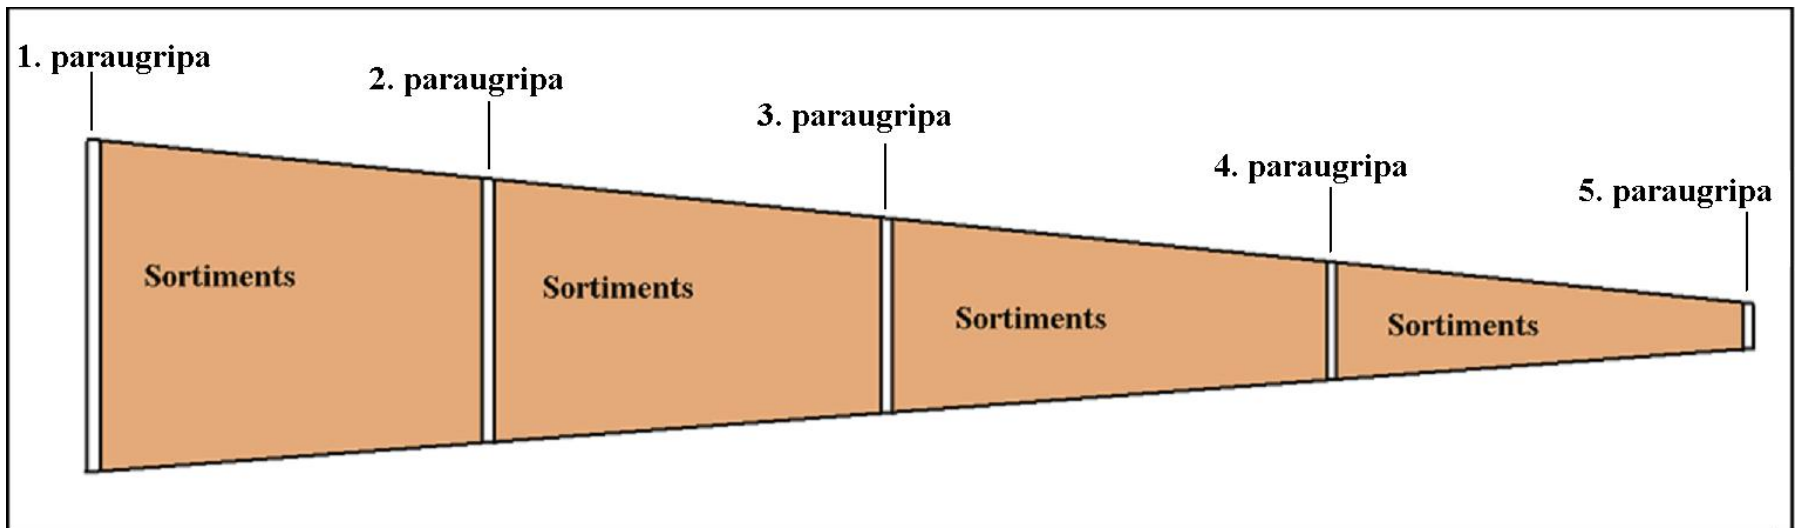 1. paraugripa
2. paraugripa
3. paraugripa
4. paraugripa
5. paraugripa
Sortiments
Sortiments
Sortiments
Sortiments